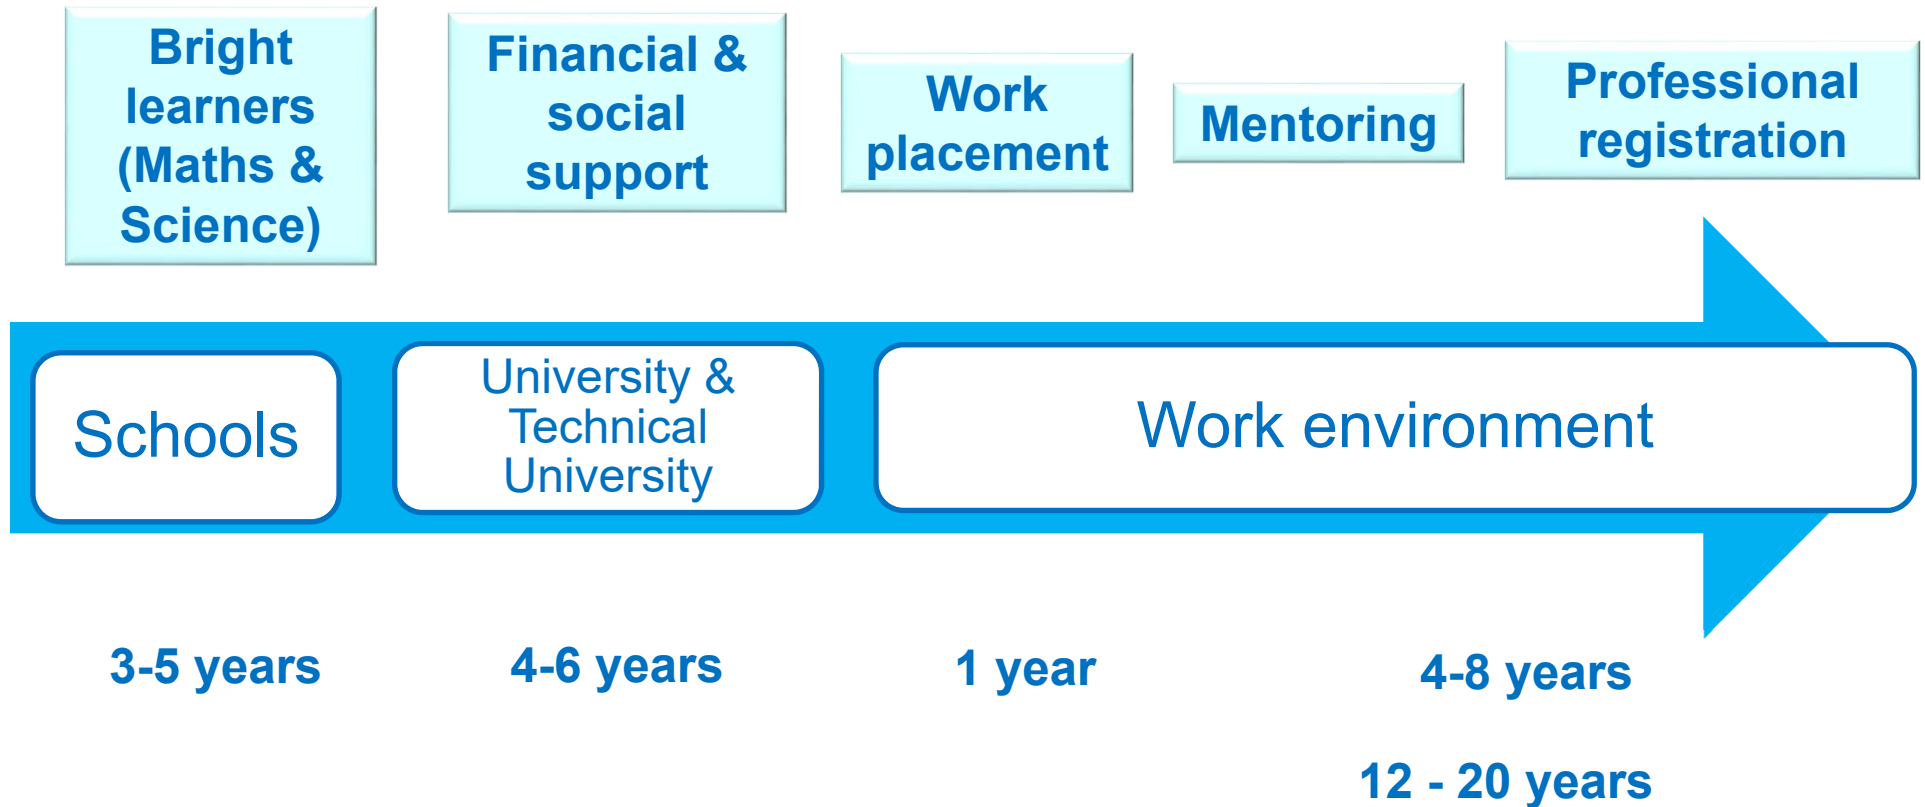 Bright
learners
(Maths &
Science)
Financial &
social
support
Work
placement
Mentoring
Professional
registration
Schools
University &
Technical
University
Work environment
3-5 years
4-6 years
1 year
4-8 years
12 - 20 years